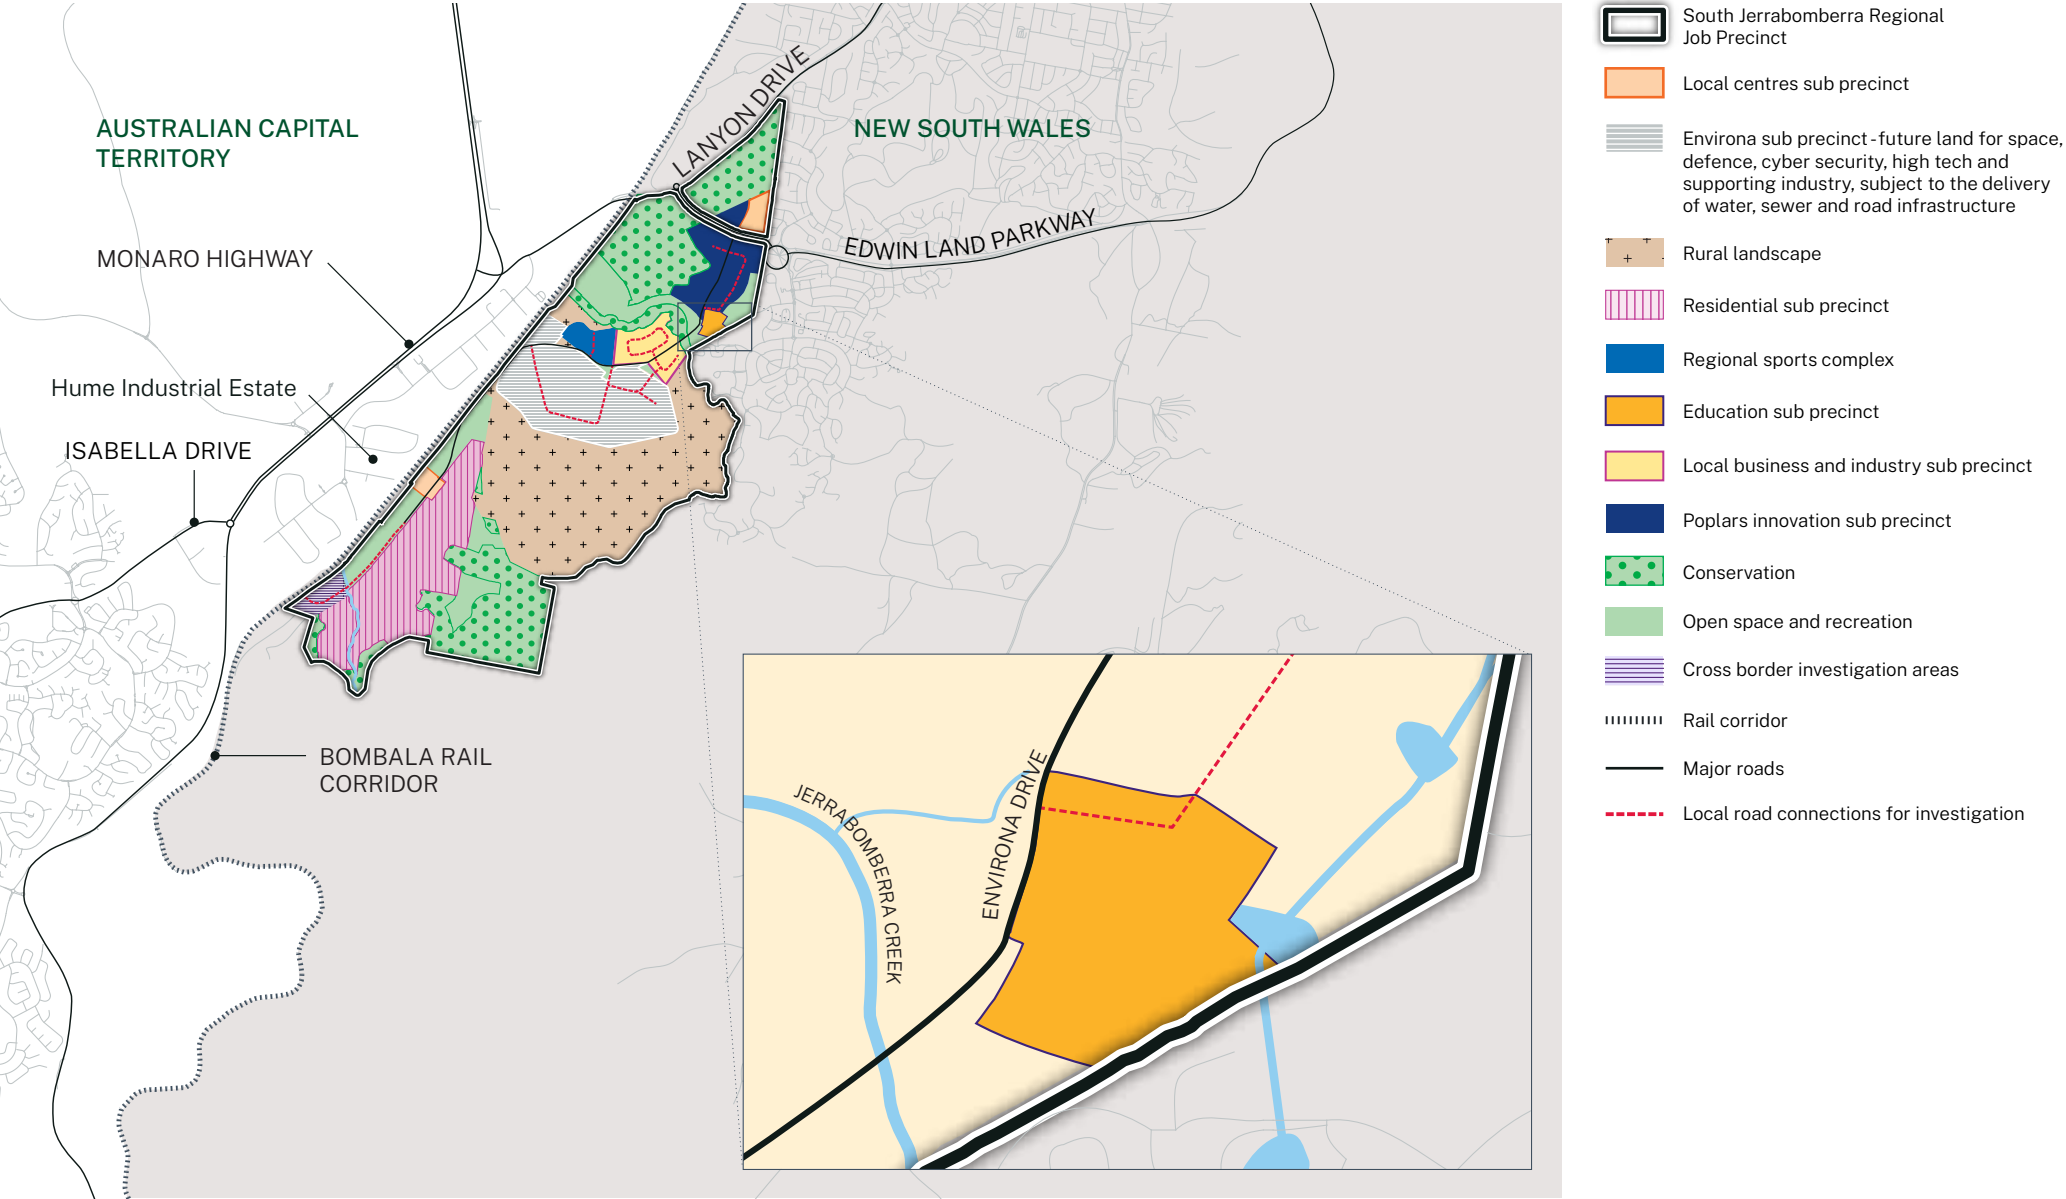 LANYON DRIVE
AUSTRALIAN CAPITAL
TERRITORY
NEW SOUTH WALES
EDWIN LAND PARKWAY
MONARO HIGHWAY
Hume Industrial Estate
ISABELLA DRIVE
BOMBALA RAIL
CORRIDOR
JERRABOMBERRA CREEK
ENVIRONA DRIVE
South Jerrabomberra Regional
Job Precinct
Local centres sub precinct
Environa sub precinct - future land for space,
defence, cyber security, high tech and
supporting industry, subject to the delivery
of water, sewer and road infrastructure
Rural landscape
Residential sub precinct
Regional sports complex
Education sub precinct
Local business and industry sub precinct
Poplars innovation sub precinct
Conservation
Open space and recreation
Cross border investigation areas
Rail corridor
Major roads
Local road connections for investigation